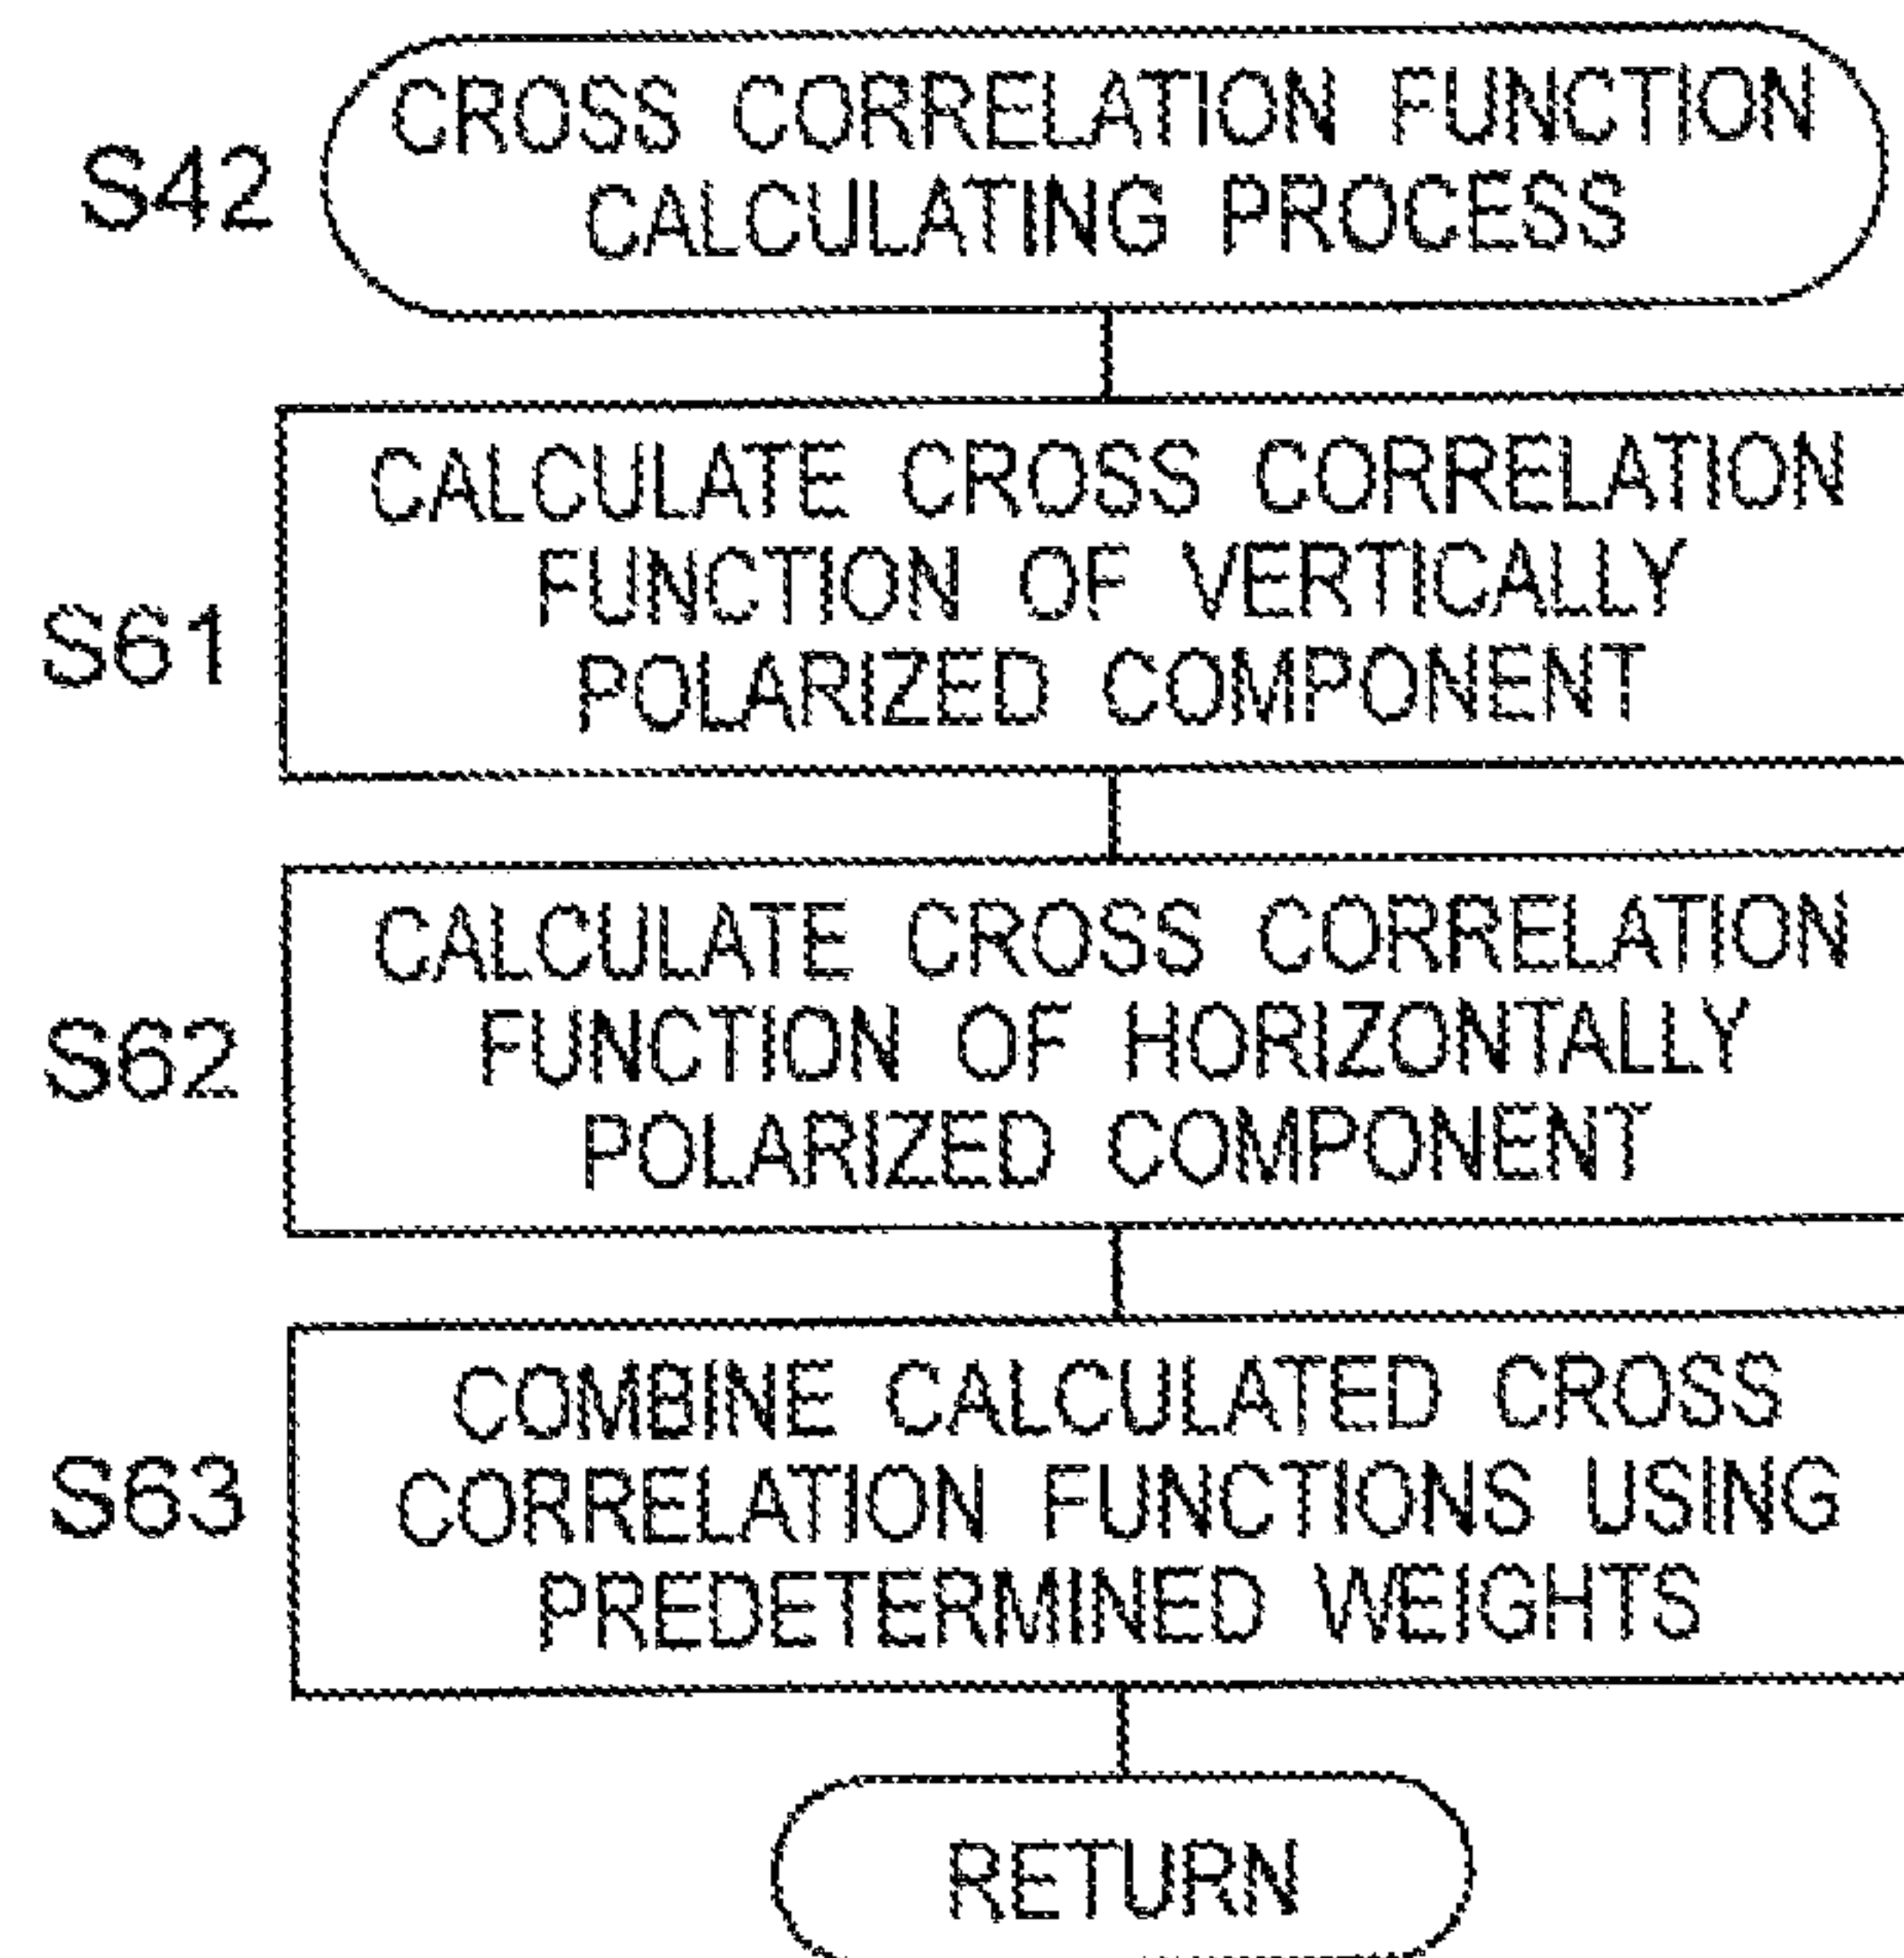 S42
CROSS CORRELATION FUNCTION
CALCULATING PROCESS
S61
CALCULATE CROSS CORRELATION
FUNCTION OF VERTICALLY
POLARIZED COMPONENT
S62
CALCULATE CROSS CORRELATION
FUNCTION OF HORIZONTALLY
POLARIZED COMPONENT
S63
COMBINE CALCULATED CROSS
CORRELATION FUNCTIONS USING
PREDETERMINED WEIGHTS
RETURN